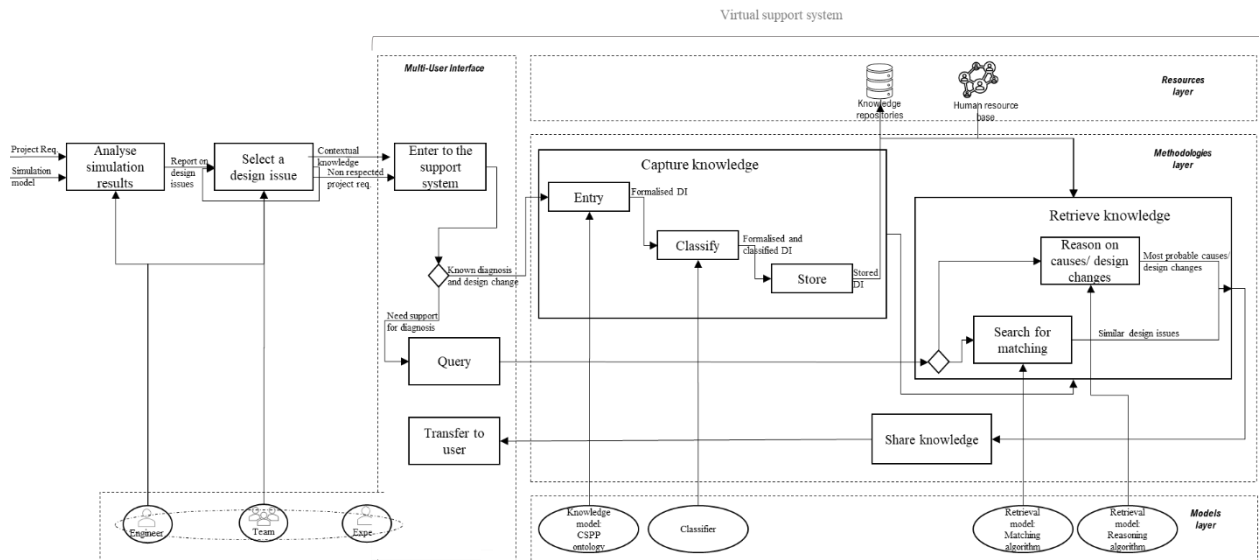 Virtual support system
Multi-User Interface
Resources
layer
Knowledge
repositories
Human resource
base
Methodologies
layer
Project Req.
Simulation
model
Analyse
simulation
results
Report on
design
issues
Select a
design issue
Contextual
knowledge
Non respected
project req.
Enter to the
support
system
Capture knowledge
Entry
Formalised DI
Classify
Formalised and
classified DI
Store
Stored
DI
Retrieve knowledge
Reason on
causes/ design
changes
Most probable causes/
design changes
Search for
matching
Similar design issues
Known diagnosis
and design change
Need support
for diagnosis
Query
Transfer to
user
Share knowledge
Engineer
Team
Expe
Knowledge
model:
CSPP
ontology
Classifier
Retrieval
model:
Matching
algorithm
Retrieval
model:
Reasoning
algorithm
Models
layer